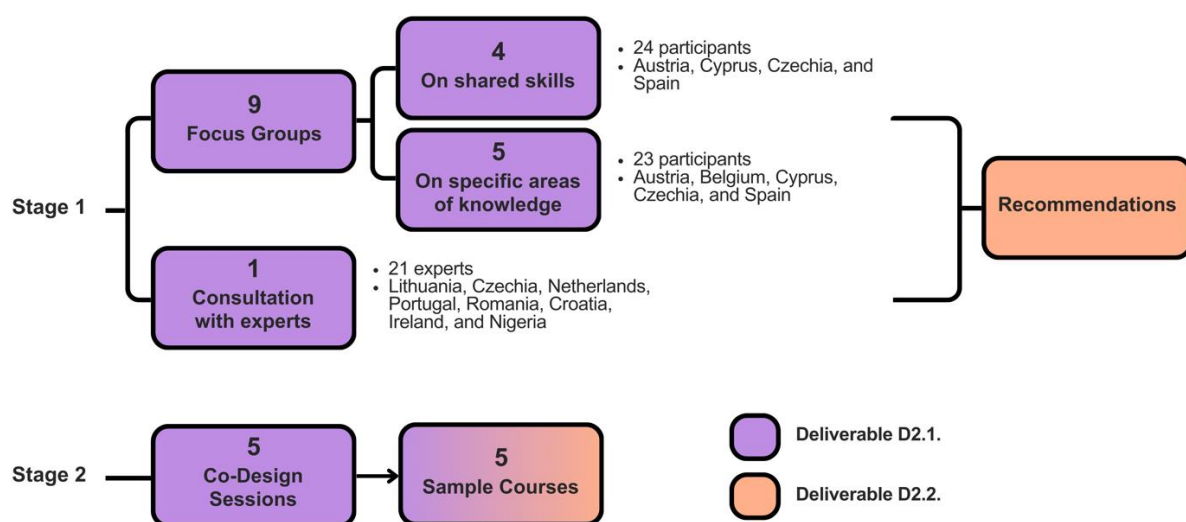 4
On shared skills
• 24 participants
• Austria, Cyprus, Czechia, and
Spain
9
Focus Groups
5
On specific areas
of knowledge
• 23 participants
• Austria, Belgium, Cyprus,
Czechia, and Spain
Stage 1
Recommendations
1
Consultation
with experts
• 21 experts
• Lithuania, Czechia, Netherlands,
Portugal, Romania, Croatia,
Ireland, and Nigeria
Stage 2
5
Co-Design
Sessions
5
Sample Courses
Deliverable D2.1.
Deliverable D2.2.